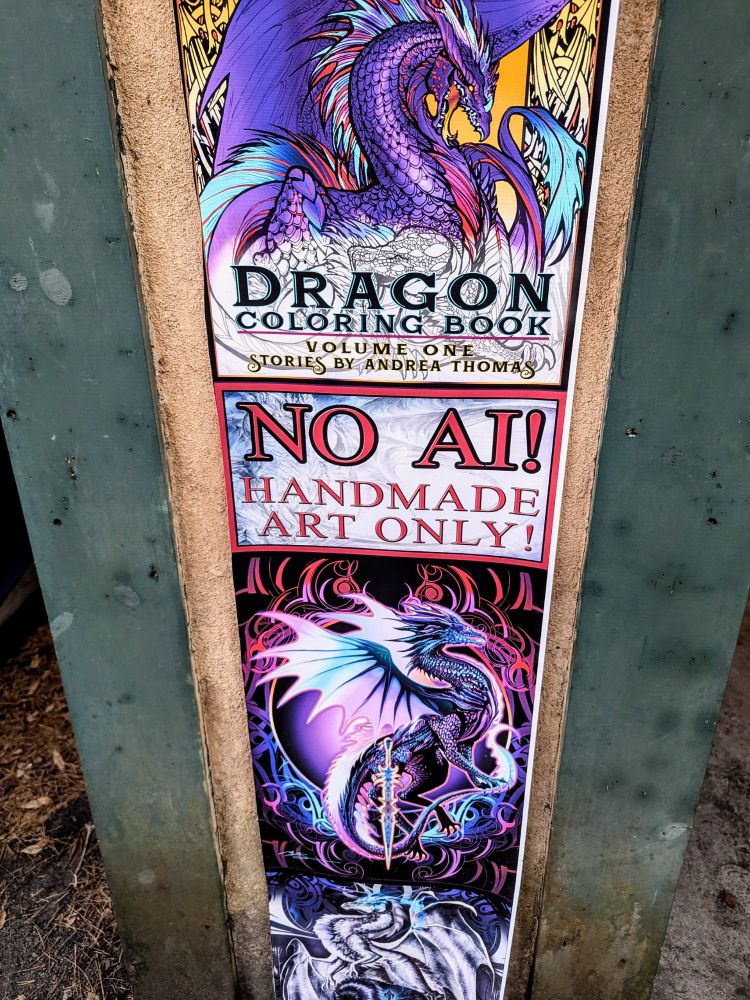 DRAGON
COLORING BOOK
VOLUME ONE
STORIES BY ANDREA THOMAS
NO AI!
HANDMADE
ART ONLY!